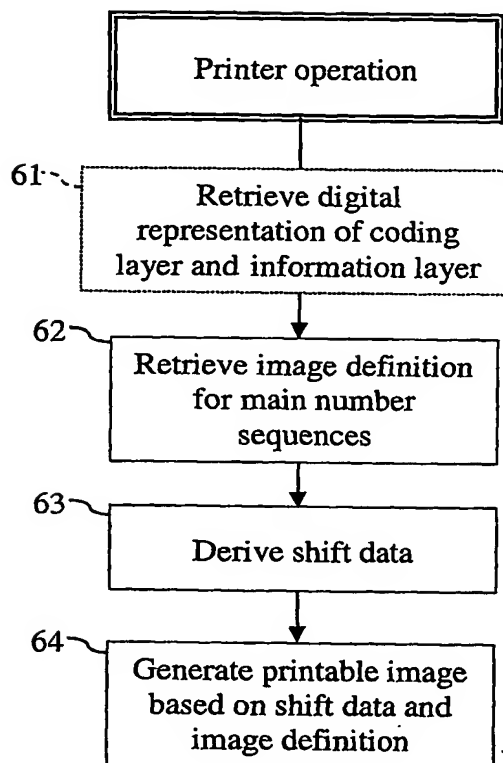 Printer operation
61
Retrieve digital
representation of coding
layer and information layer
62
Retrieve image definition
for main number
sequences
63
Derive shift data
64
Generate printable image
based on shift data and
image definition